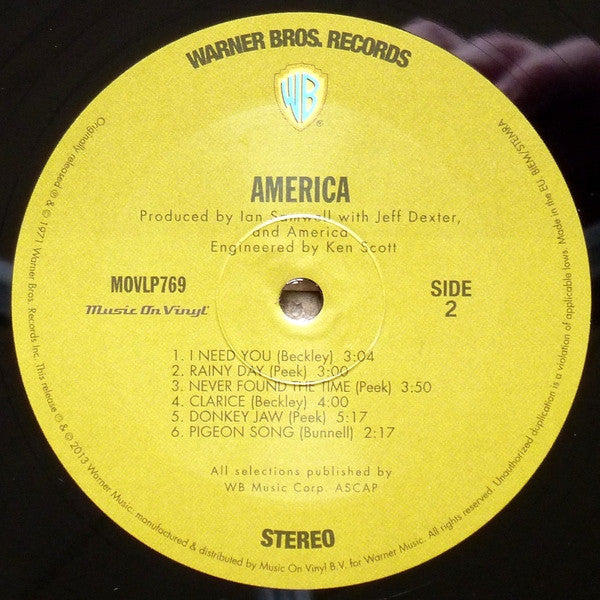 WARNER BROS. RECORDS
WB
®
AMERICA
Produced by Ian Samwell with Jeff Dexter,
and America
Engineered by Ken Scott
MOVLP769
Music On Vinyl
SIDE
2
1. I NEED YOU (Beckley) 3:04
2. RAINY DAY (Peek) 3:00
3. NEVER FOUND THE TIME (Peek) 3:50
4. CLARICE (Beckley) 4:00
5. DONKEY JAW (Peek) 5:17
6. PIGEON SONG (Bunnell) 2:17
All selections published by
WB Music Corp. ASCAP
STEREO
Originally released ℗ & © 1971 Warner Bros. Records Inc. This release ℗ & © 2013 Warner Music. manufactured & distributed by Music On Vinyl B.V. for Warner Music. All rights reserved. Unauthorized duplication is a violation of applicable laws. Made in the EU. BIEM/STEMRA